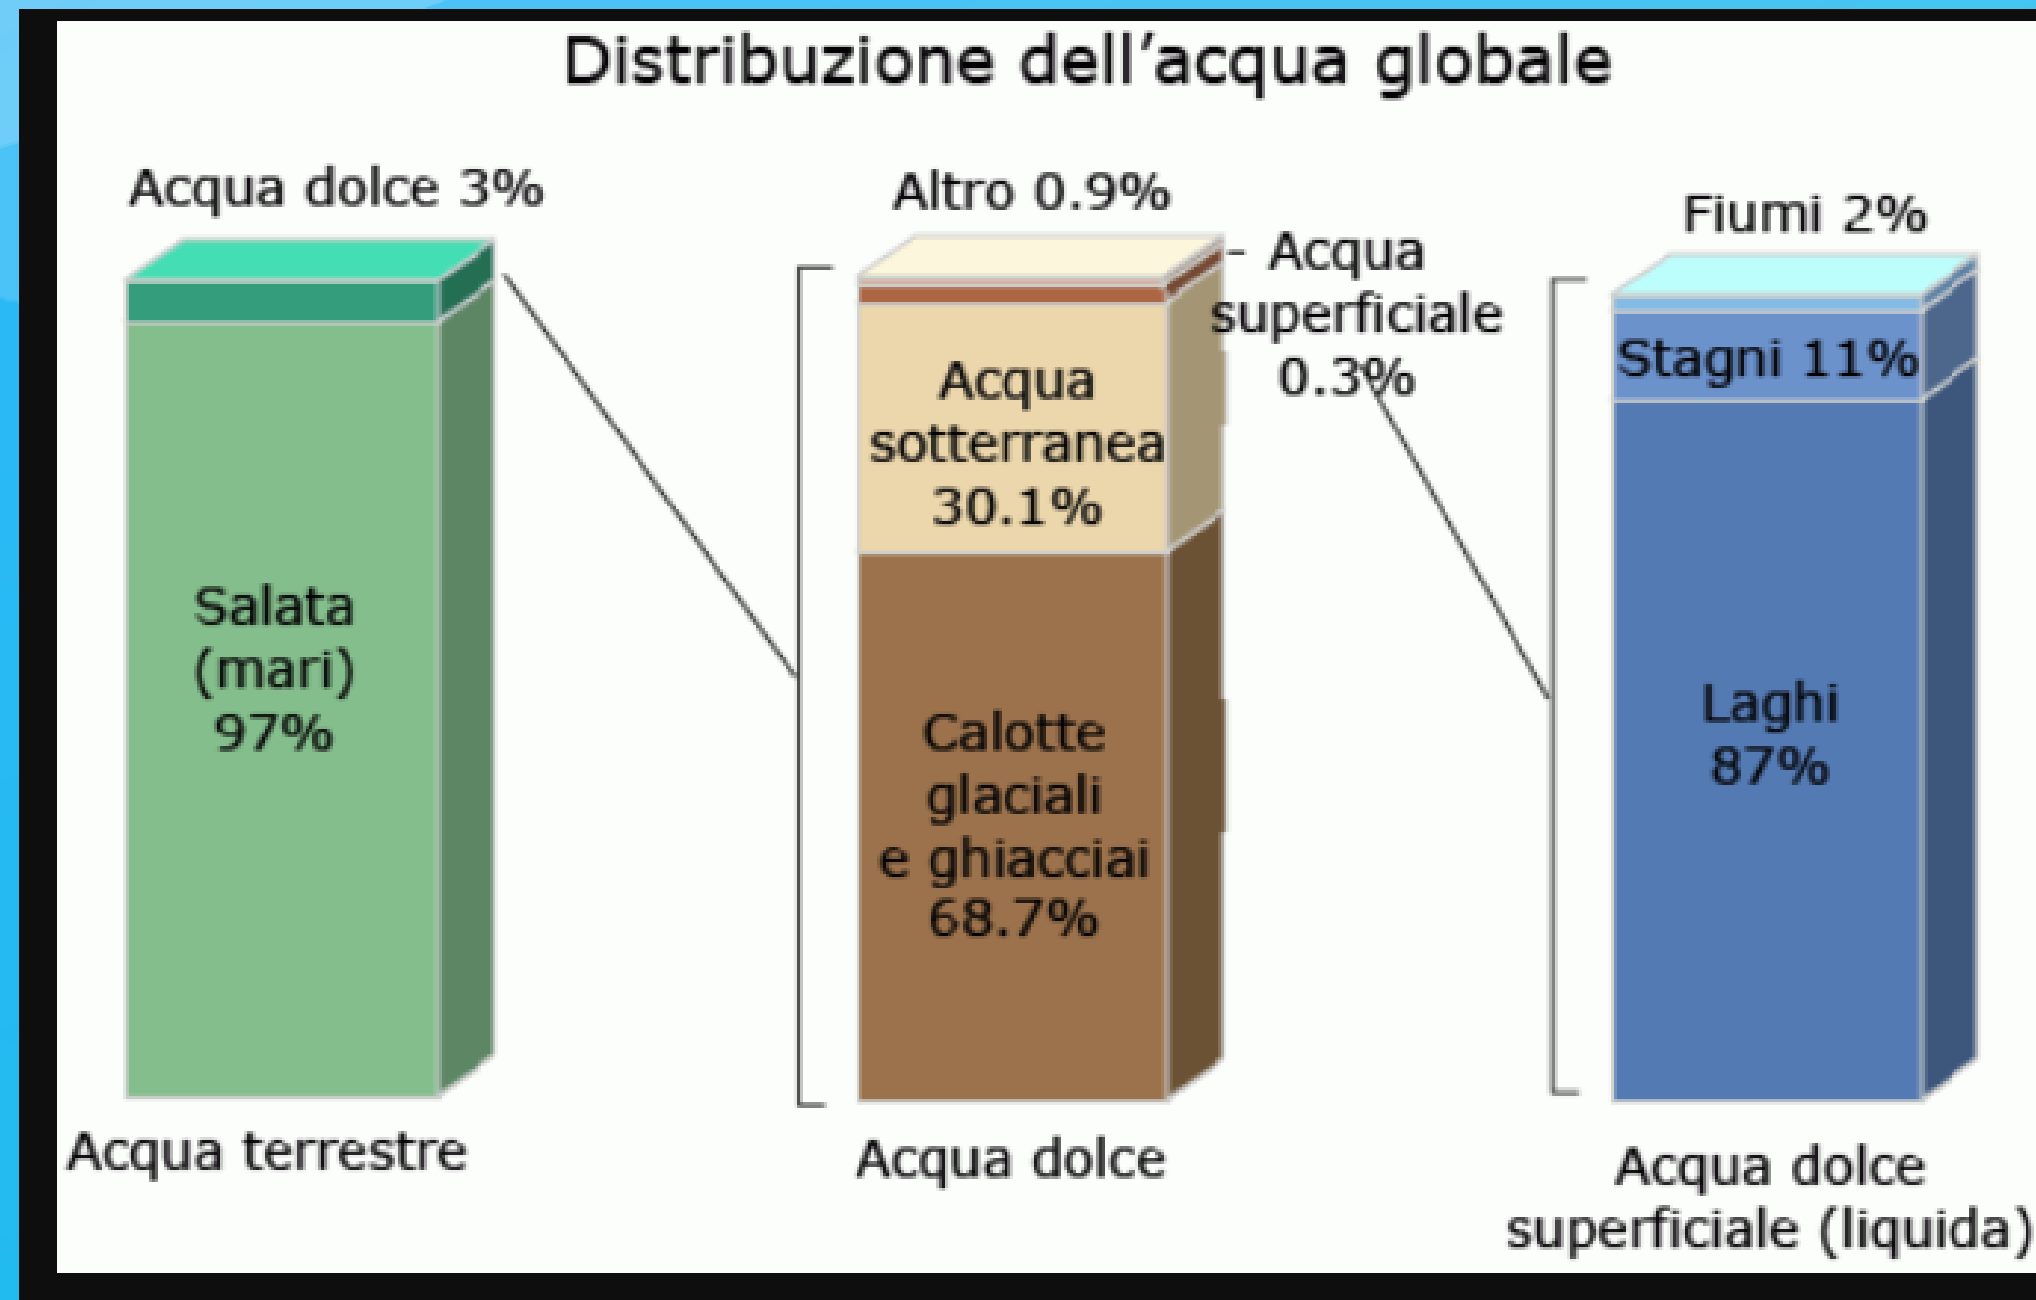 Distribuzione dell'acqua globale
Acqua dolce 3%
Salata
(mari)
97%
Acqua terrestre
Altro 0.9%
Acqua
superficiale
0.3%
Acqua
sotterranea
30.1%
Calotte
glaciali
e ghiacciai
68.7%
Acqua dolce
Fiumi 2%
Stagni 11%
Laghi
87%
Acqua dolce
superficiale (liquida)